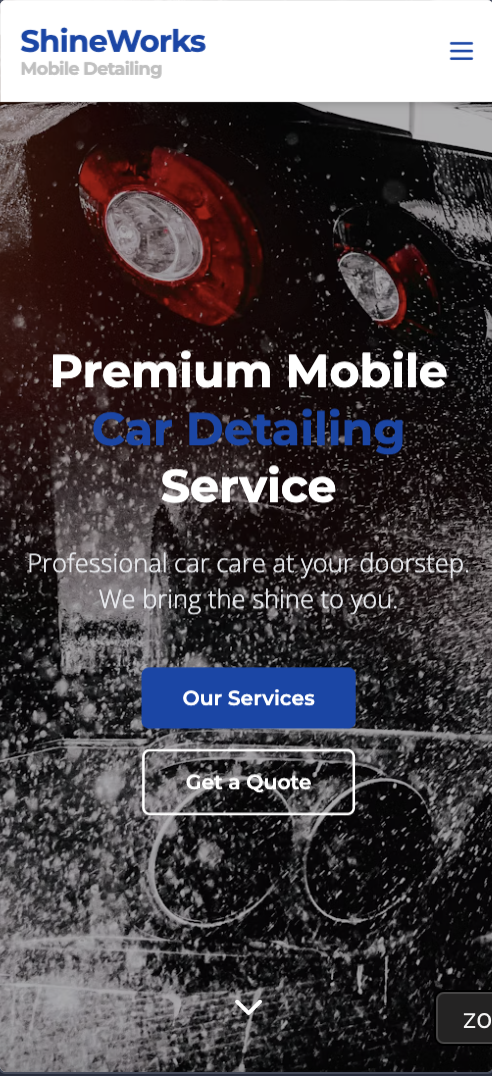 ShineWorks
Mobile Detailing
Premium Mobile
Car Detailing
Service
Professional car care at your doorstep.
We bring the shine to you.
Our Services
Get a Quote
zo